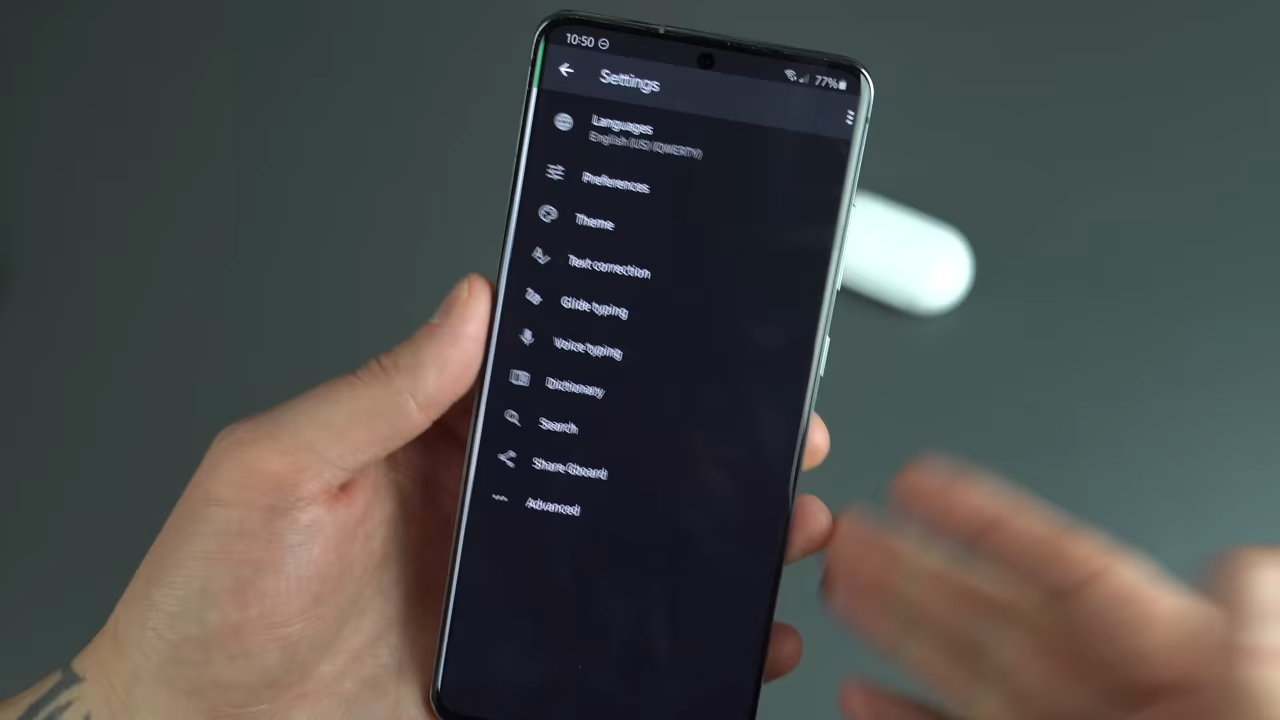 10:50
77%
Settings
Languages
English (US) (QWERTY)
Preferences
Theme
Text correction
Glide typing
Voice typing
Dictionary
Search
Share Gboard
Advanced